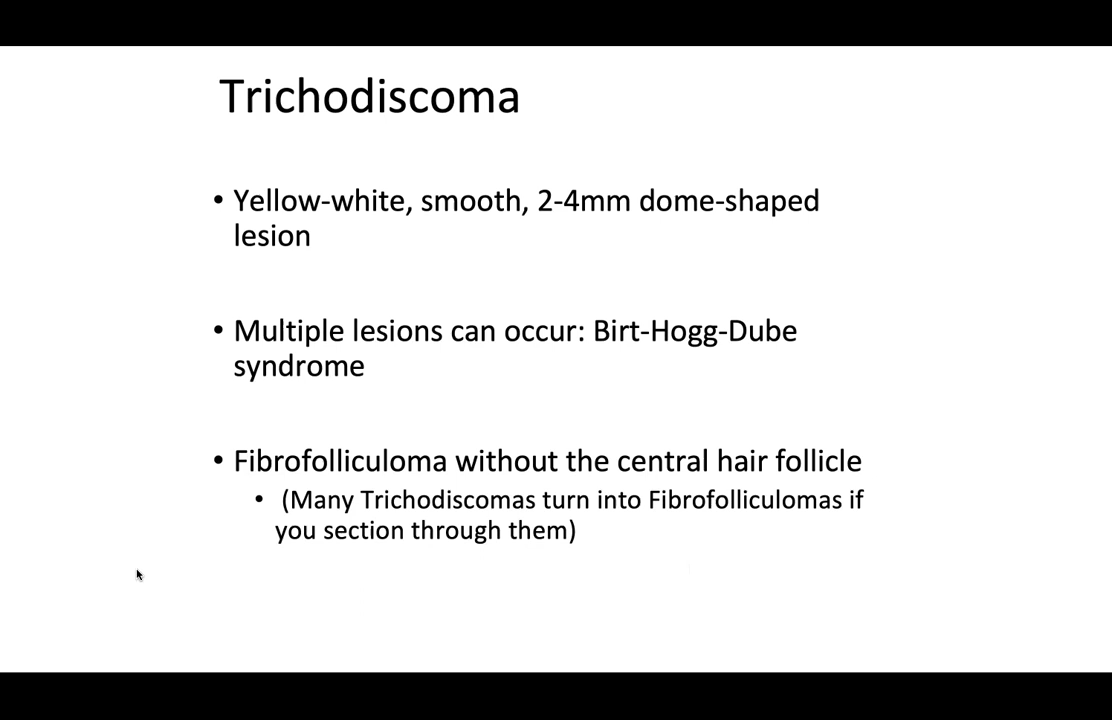 Trichodiscoma
• Yellow-white, smooth, 2-4mm dome-shaped
lesion
• Multiple lesions can occur: Birt-Hogg-Dube
syndrome
• Fibrofolliculoma without the central hair follicle
• (Many Trichodiscomas turn into Fibrofolliculomas if
you section through them)